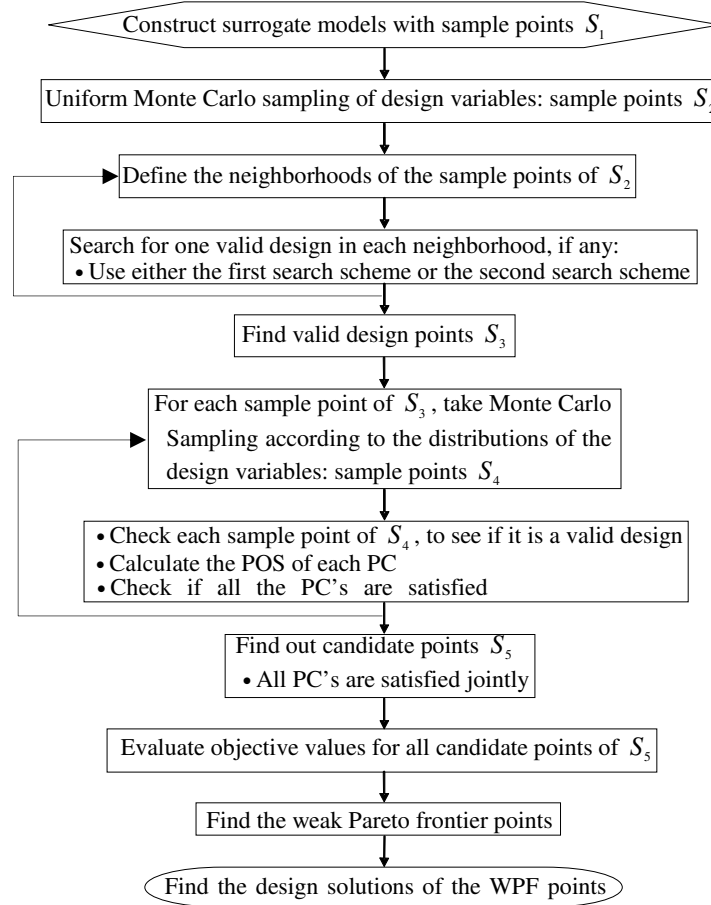 Construct surrogate models with sample points S₁
Uniform Monte Carlo sampling of design variables: sample points S₂
Define the neighborhoods of the sample points of S₂
Search for one valid design in each neighborhood, if any:
• Use either the first search scheme or the second search scheme
Find valid design points S₃
For each sample point of S₃, take Monte Carlo
Sampling according to the distributions of the
design variables: sample points S₄
• Check each sample point of S₄, to see if it is a valid design
• Calculate the POS of each PC
• Check if all the PC's are satisfied
Find out candidate points S₅
• All PC's are satisfied jointly
Evaluate objective values for all candidate points of S₅
Find the weak Pareto frontier points
Find the design solutions of the WPF points